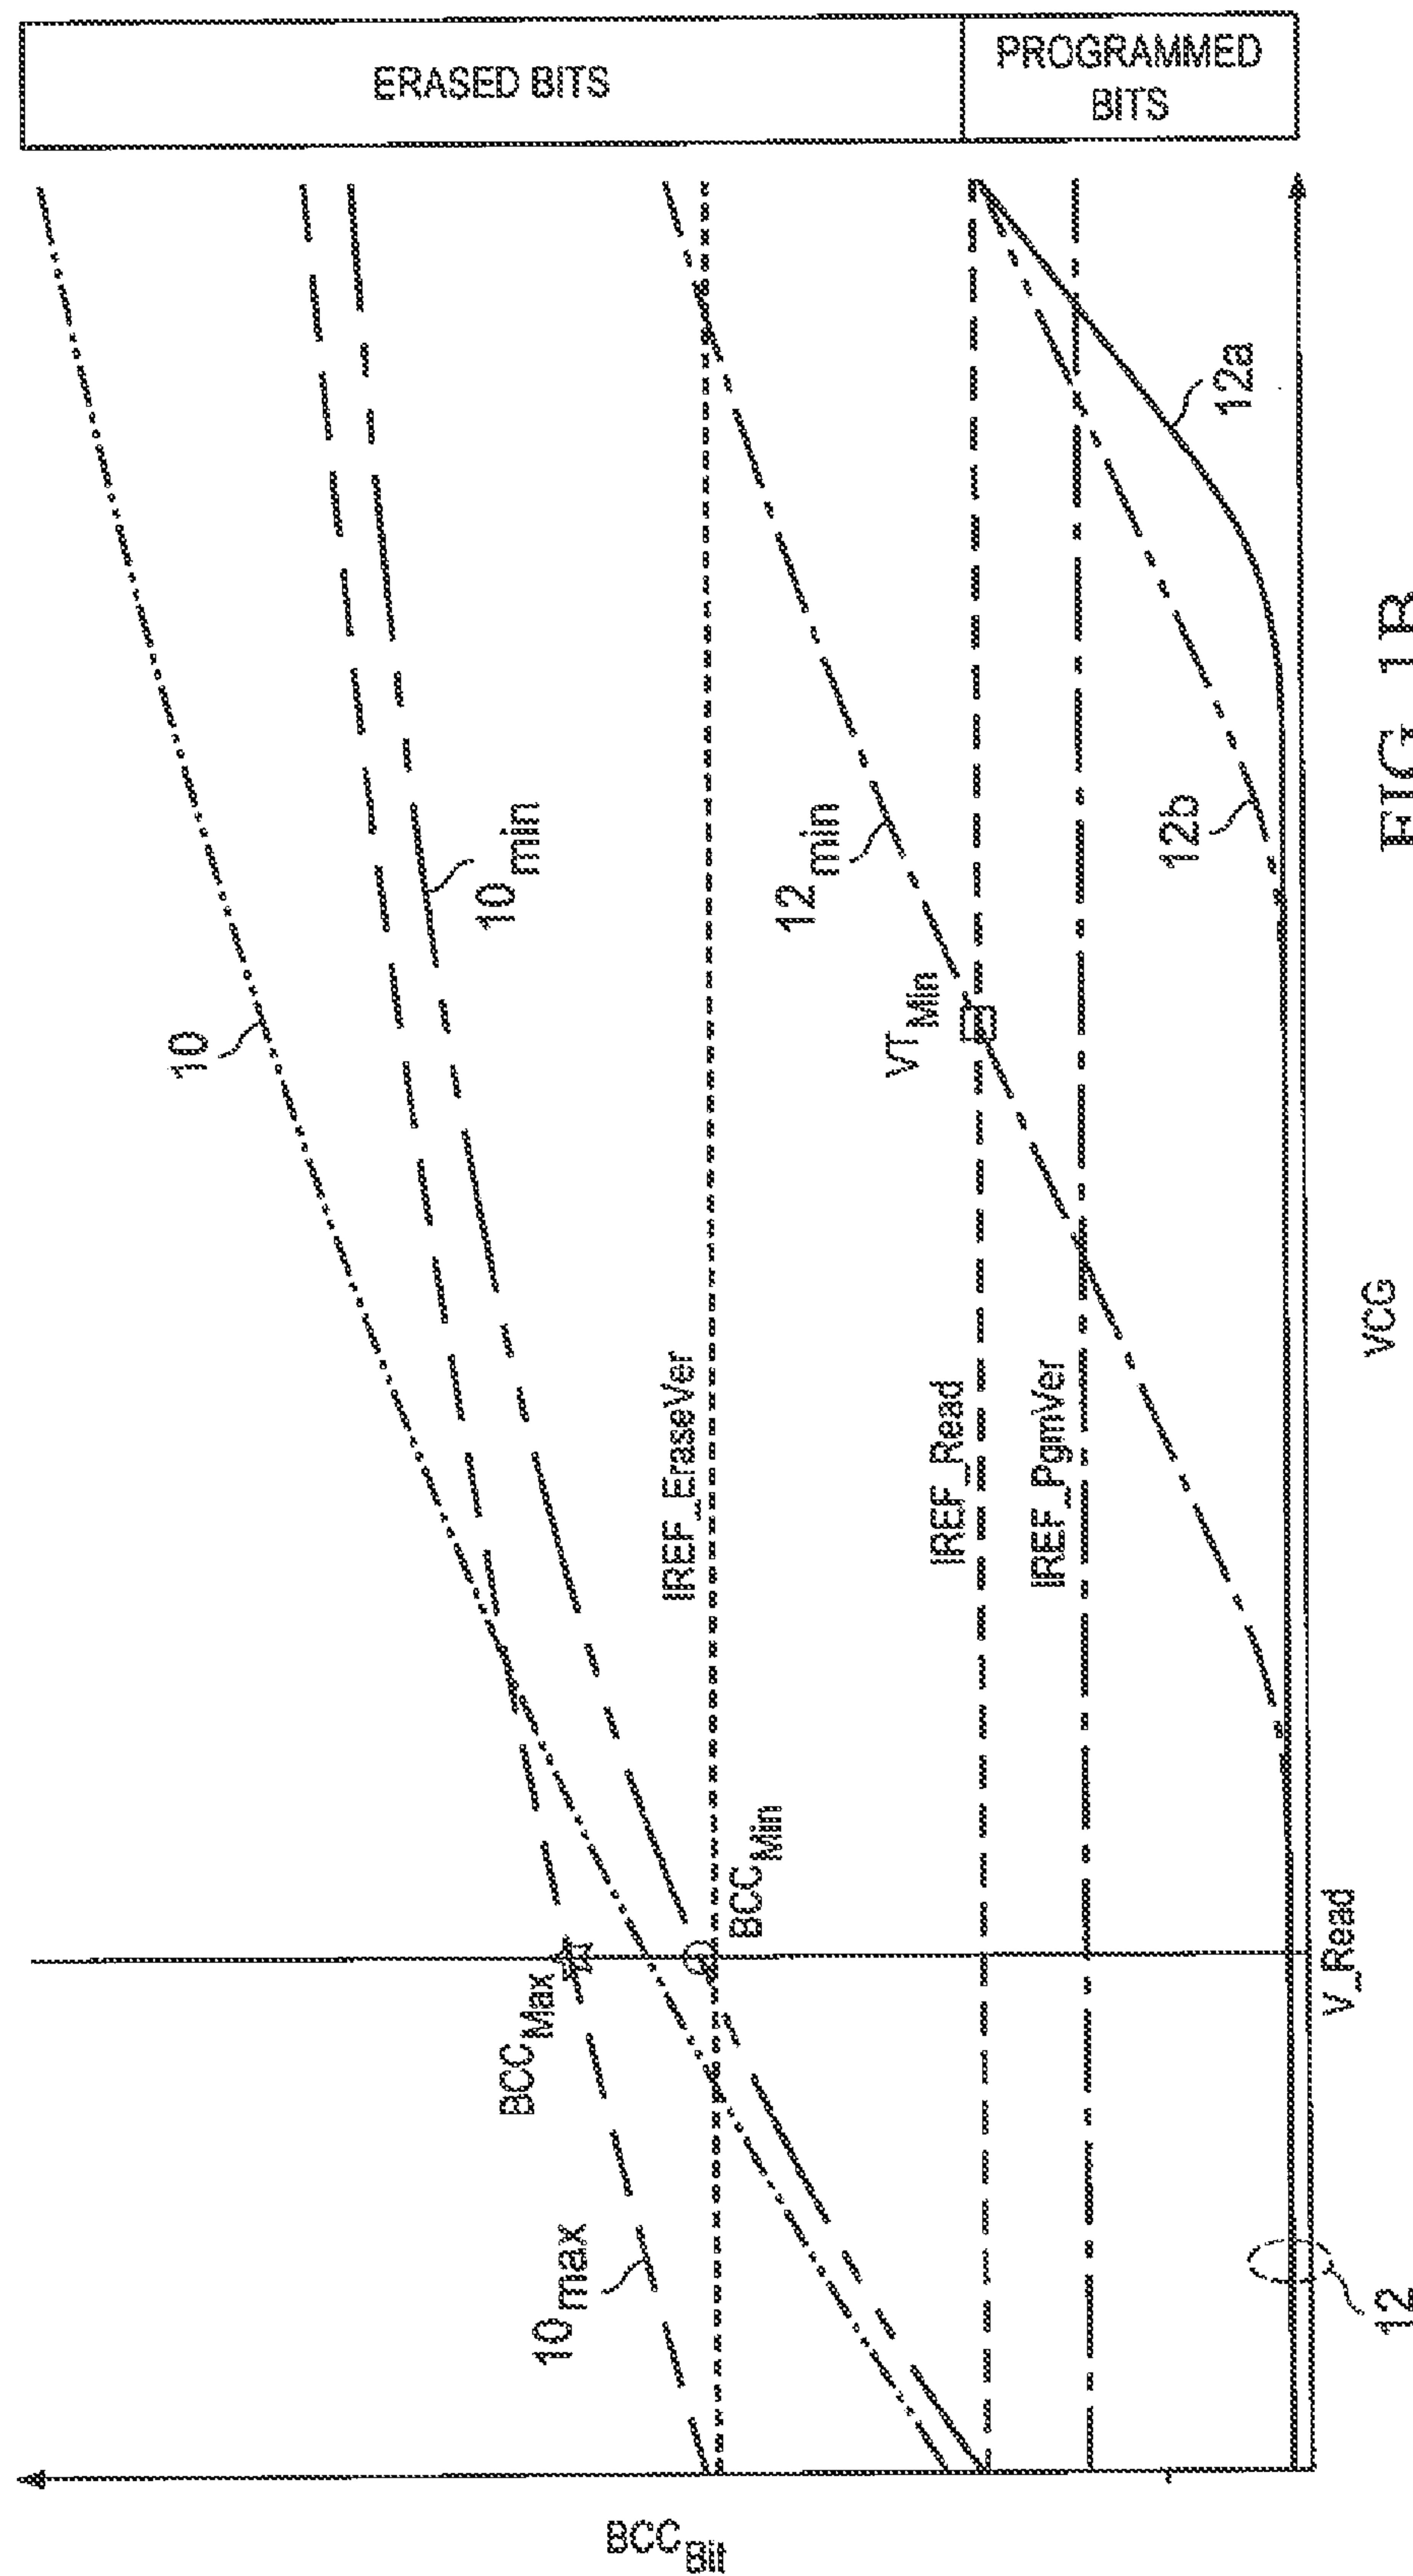 ERASED BITS
PROGRAMMED
BITS
10
10max
10min
BCCMax
BCCMin
IREF_EraseVer
12min
VTMin
IREF_Read
IREF_PgmVer
12a
12b
12
V_Read
VCG
BCCBit
FIG 1B